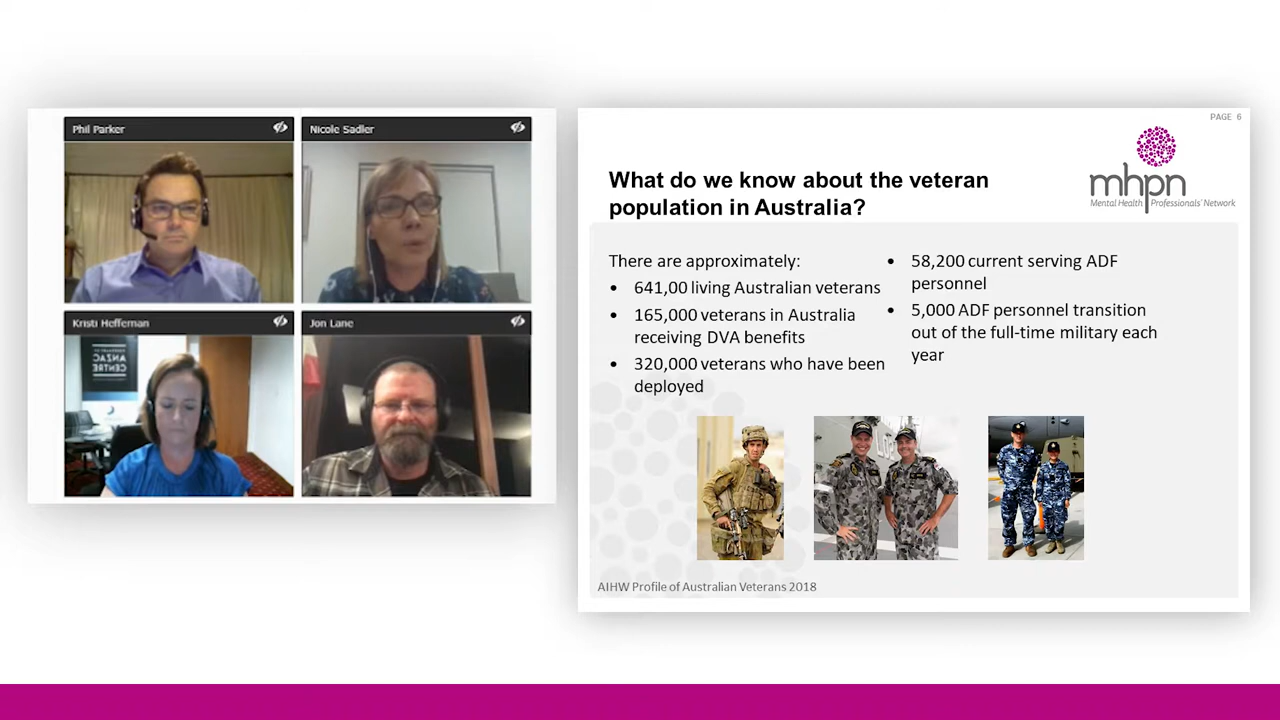 Phil Parker
Nicole Sadler
Kristi Heffernan
Jon Lane
ANZAC
CENTRE
PAGE 6
mhpn
Mental Health Professionals' Network
What do we know about the veteran
population in Australia?
There are approximately:
• 641,00 living Australian veterans
• 165,000 veterans in Australia
receiving DVA benefits
• 320,000 veterans who have been
deployed
• 58,200 current serving ADF
personnel
• 5,000 ADF personnel transition
out of the full-time military each
year
AIHW Profile of Australian Veterans 2018